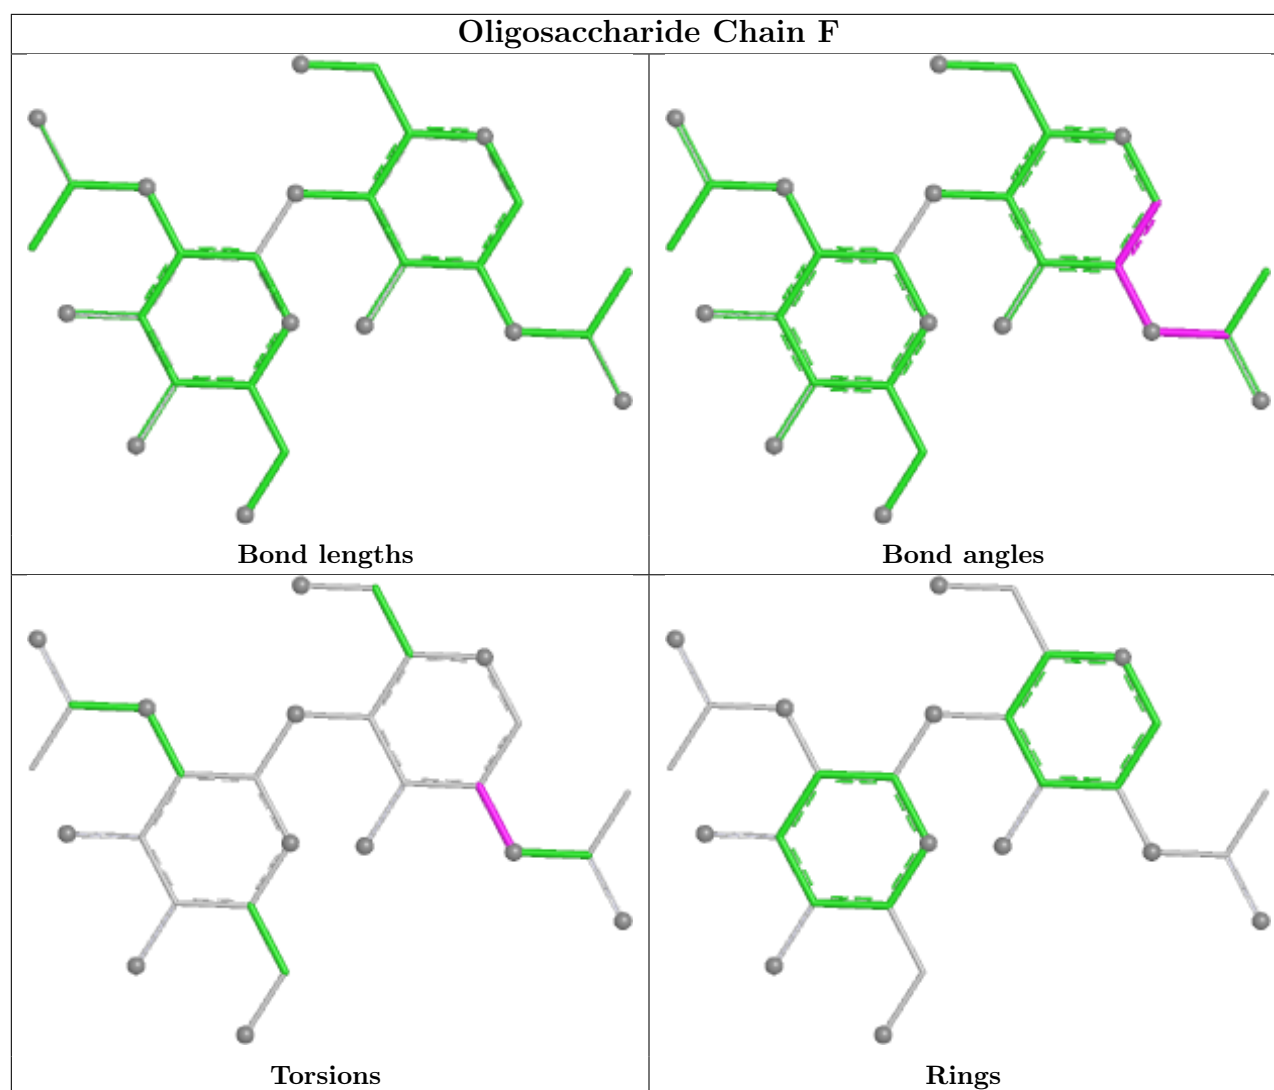 Oligosaccharide Chain F
Bond lengths
Bond angles
Torsions
Rings